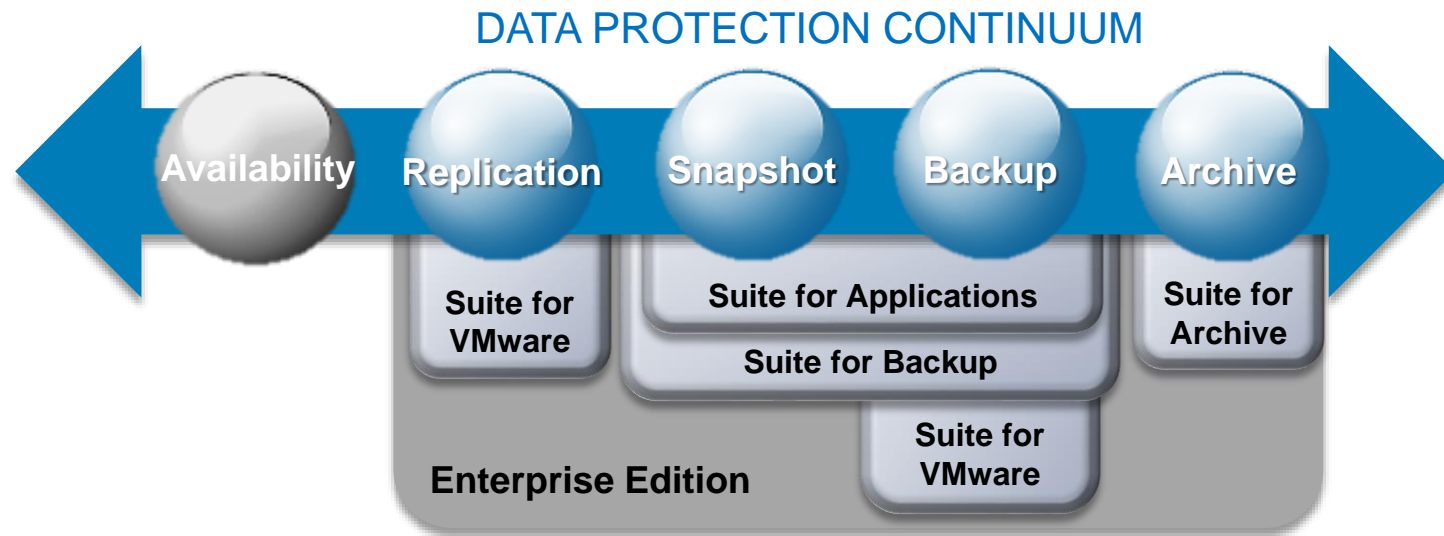 DATA PROTECTION CONTINUUM
Availability
Replication
Snapshot
Backup
Archive
Suite for
VMware
Suite for Applications
Suite for Backup
Suite for
Archive
Suite for
VMware
Enterprise Edition